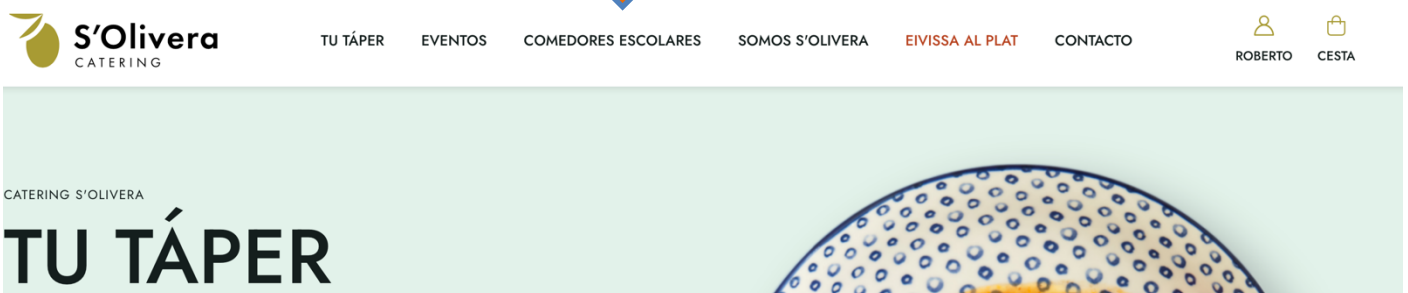 S'Olivera
CATERING
TU TÁPER EVENTOS COMEDORES ESCOLARES SOMOS S'OLIVERA EIVISSA AL PLAT CONTACTO
ROBERTO CESTA
CATERING S'OLIVERA
TU TÁPER